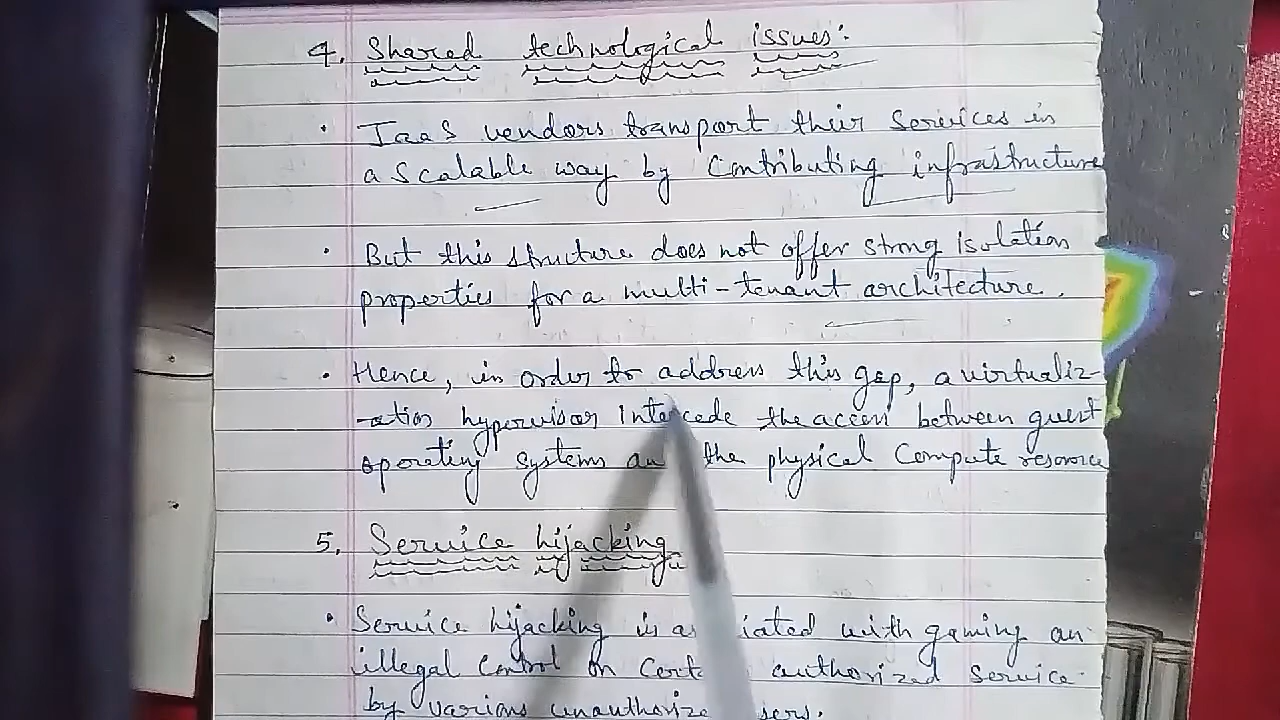 4. Shared technological issues:
• IaaS vendors transport their services in
a scalable way by contributing infrastructure
• But this structure does not offer strong isolation
properties for a multi-tenant architecture.
• Hence, in order to address this gap, a virtualiz-
-ation hypervisor intercede the access between guest
operating systems the physical compute resource
5. Service hijacking
• Service hijacking is with gaining an
illegal control on authorized service
by various